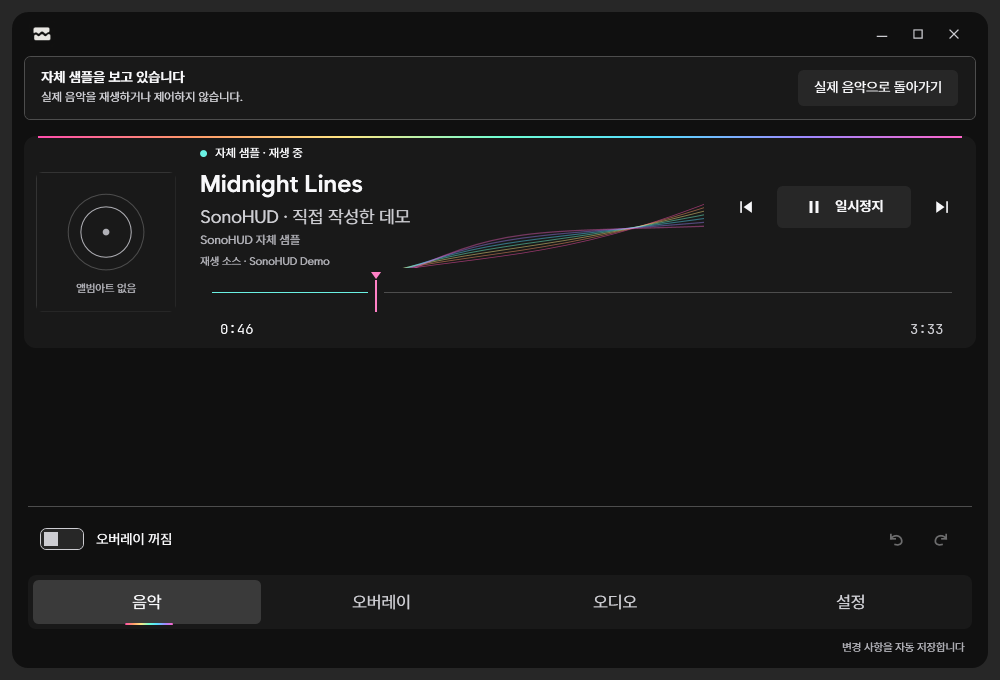 자체 샘플을 보고 있습니다
실제 음악을 재생하거나 제어하지 않습니다.
실제 음악으로 돌아가기
자체 샘플 · 재생 중
Midnight Lines
SonoHUD · 직접 작성한 데모
SonoHUD 자체 샘플
재생 소스 · SonoHUD Demo
앨범아트 없음
일시정지
0:46
3:33
오버레이 꺼짐
음악
오버레이
오디오
설정
변경 사항을 자동 저장합니다